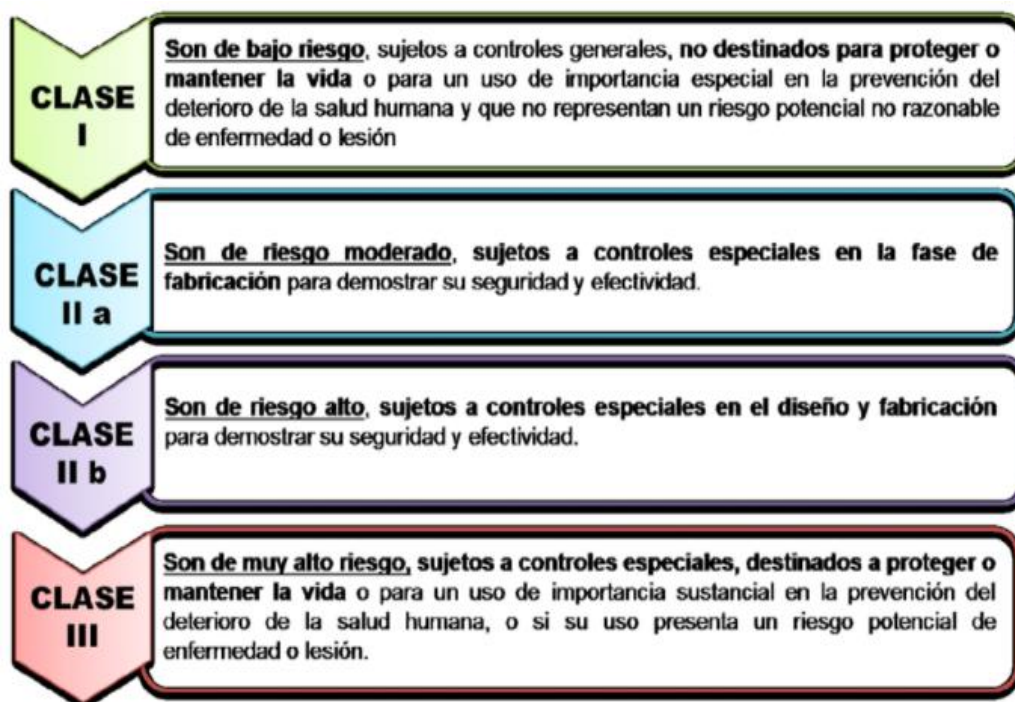 CLASE
I
Son de bajo riesgo, sujetos a controles generales, no destinados para proteger o
mantener la vida o para un uso de importancia especial en la prevención del
deterioro de la salud humana y que no representan un riesgo potencial no razonable
de enfermedad o lesión
CLASE
II a
Son de riesgo moderado, sujetos a controles especiales en la fase de
fabricación para demostrar su seguridad y efectividad.
CLASE
II b
Son de riesgo alto, sujetos a controles especiales en el diseño y fabricación
para demostrar su seguridad y efectividad.
CLASE
III
Son de muy alto riesgo, sujetos a controles especiales, destinados a proteger o
mantener la vida o para un uso de importancia sustancial en la prevención del
deterioro de la salud humana, o si su uso presenta un riesgo potencial de
enfermedad o lesión.